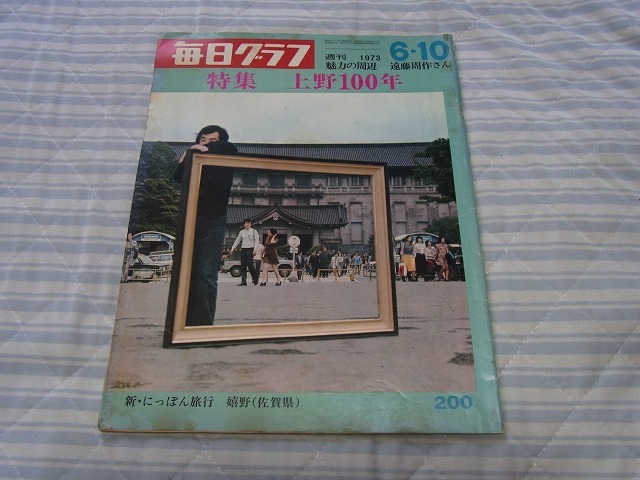 毎日グラフ
週刊 1973
6・10
魅力の周辺 遠藤周作さん
特集 上野100年
新・にっぽん旅行 嬉野(佐賀県)
200